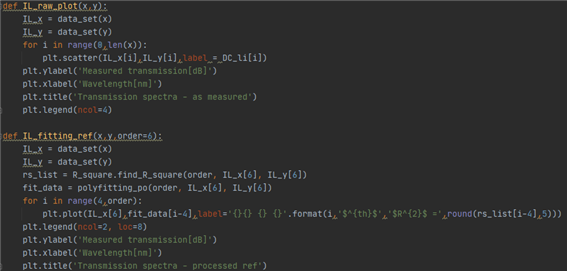 def IL_raw_plot(x,y):
    IL_x = data_set(x)
    IL_y = data_set(y)
    for i in range(0,len(x)):
        plt.scatter(IL_x[i],IL_y[i],label_=_DC_li[i])
    plt.ylabel('Measured transmission[dB]')
    plt.xlabel('Wavelength[nm]')
    plt.title('Transmission spectra - as measured')
    plt.legend(ncol=4)
def IL_fitting_ref(x,y,order=6):
    IL_x = data_set(x)
    IL_y = data_set(y)
    rs_list = R_square.find_R_square(order, IL_x[6], IL_y[6])
    fit_data = polyfitting_po(order, IL_x[6], IL_y[6])
    for i in range(4,order):
        plt.plot(IL_x[6],fit_data[i-4],label='{}{} {} {}'.format(i,'$^{th}$','$R^{2}$ =',round(rs_list[i-4],5)))
    plt.legend(ncol=2, loc=8)
    plt.ylabel('Measured transmission[dB]')
    plt.xlabel('Wavelength[nm]')
    plt.title('Transmission spectra - processed ref')